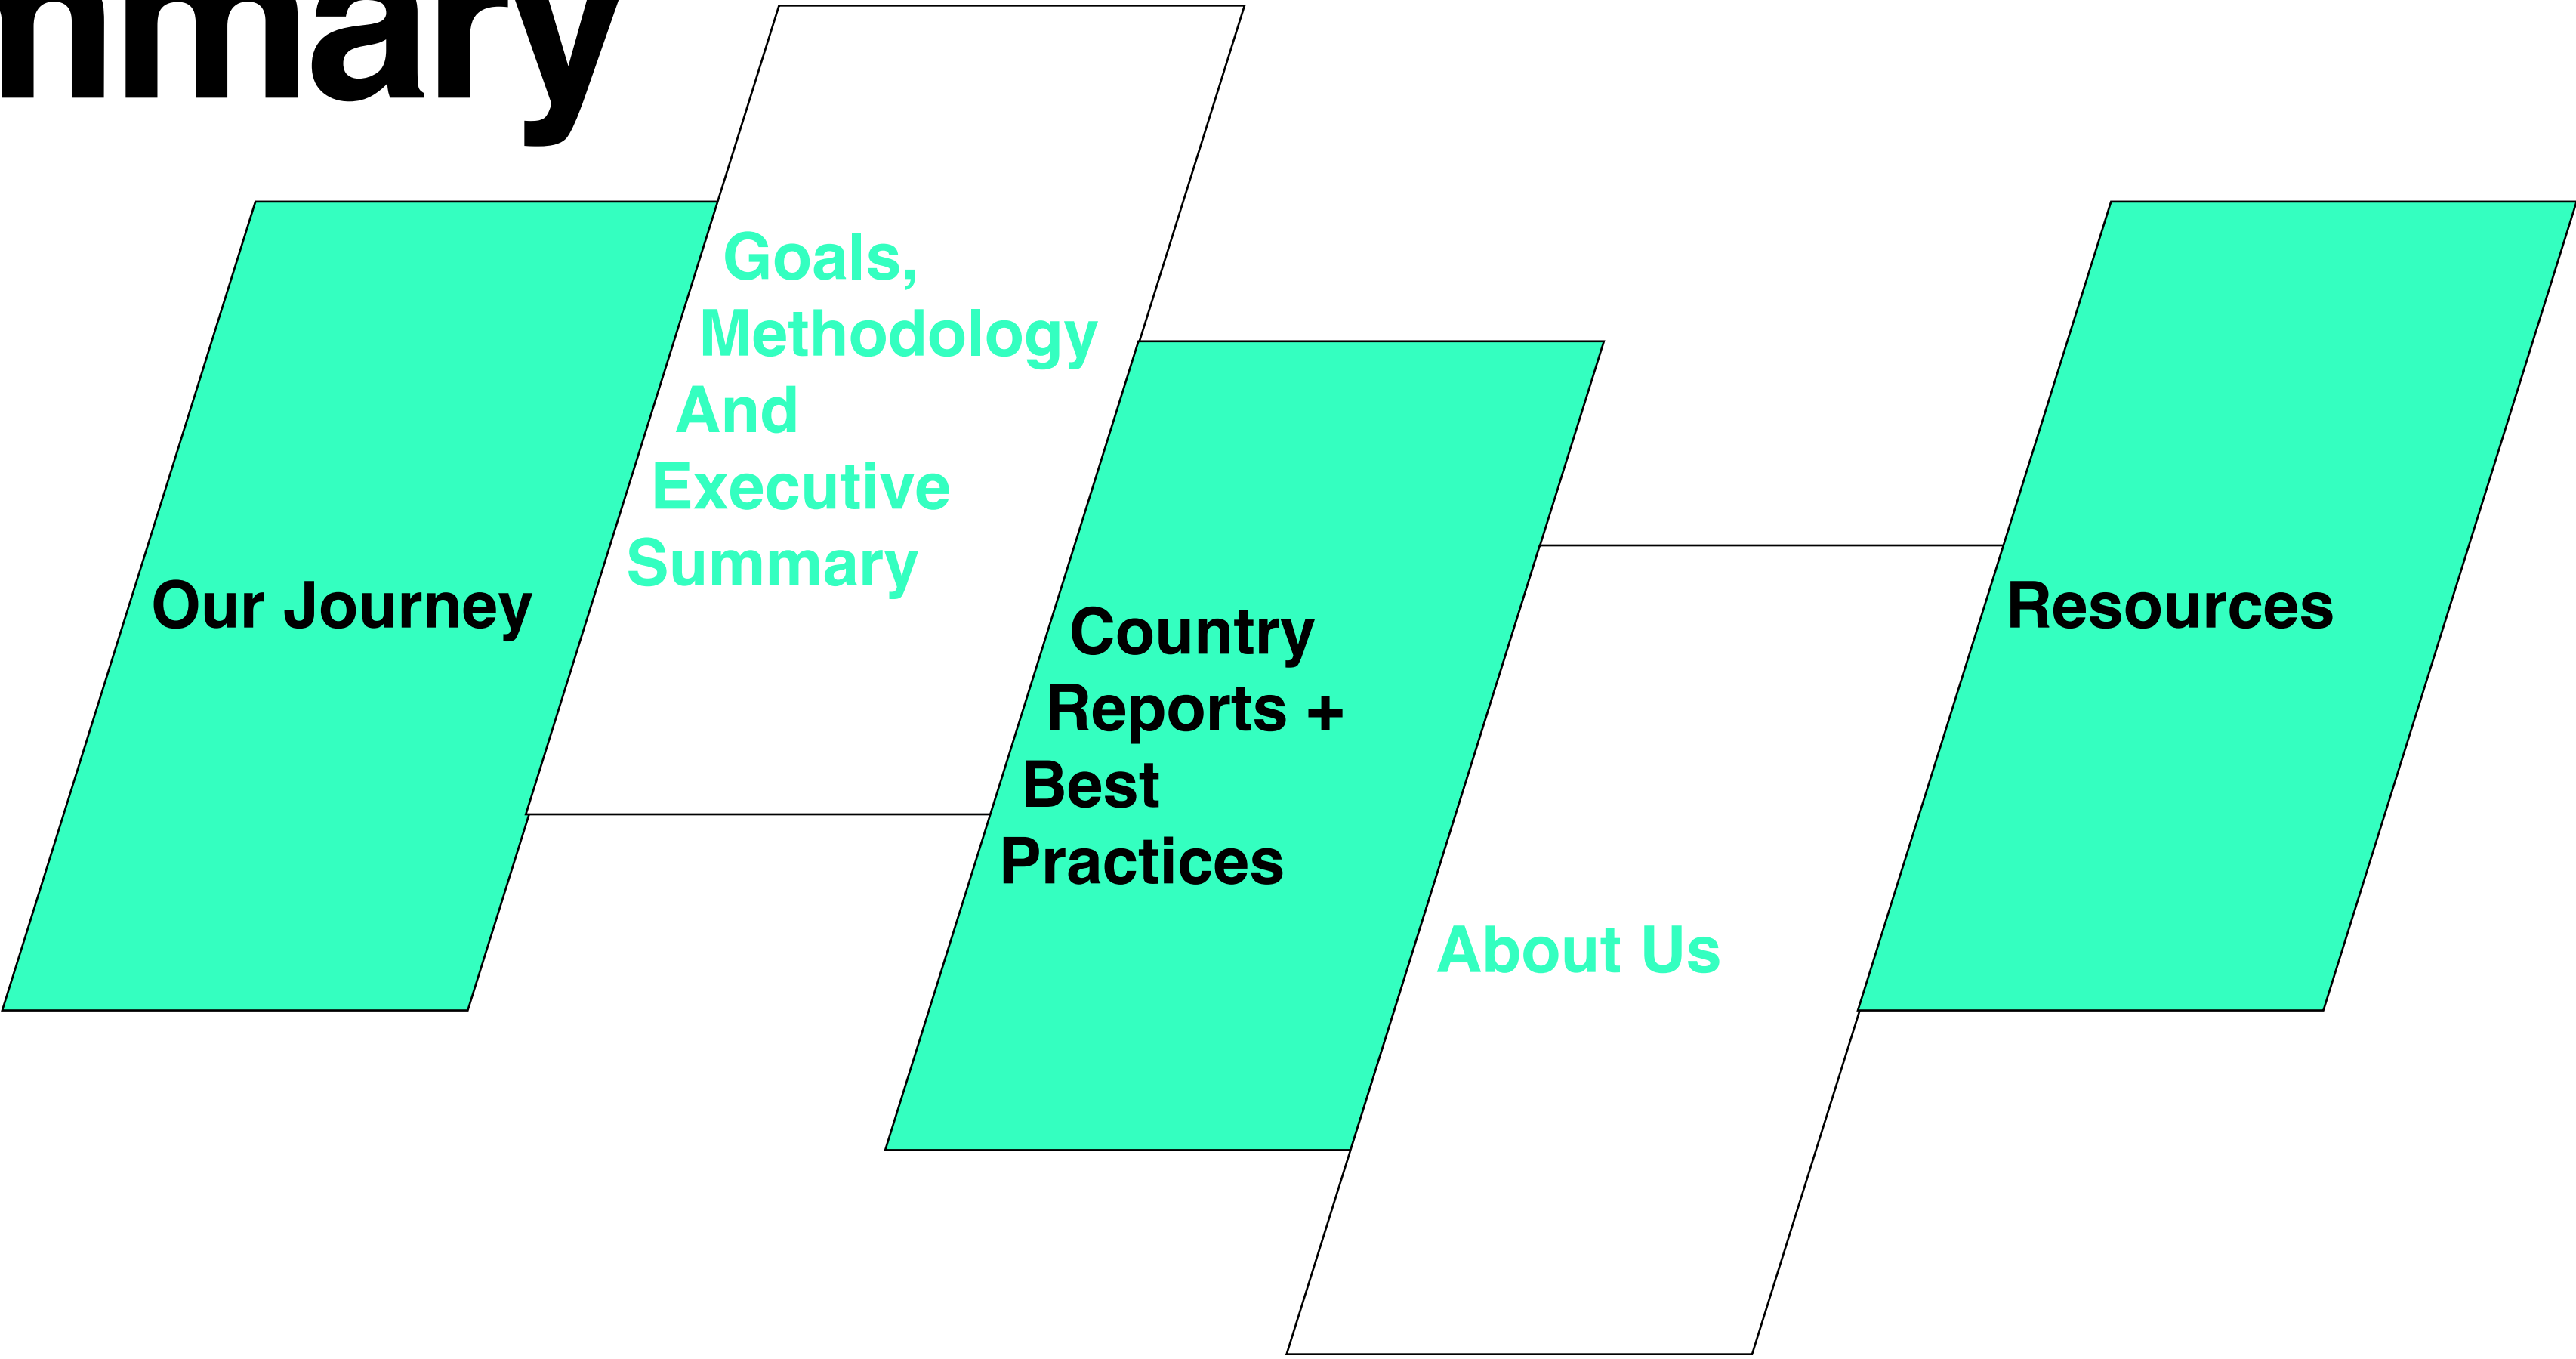 mmary
Our Journey
Goals,
Methodology
And
Executive
Summary
Country
Reports +
Best
Practices
About Us
Resources